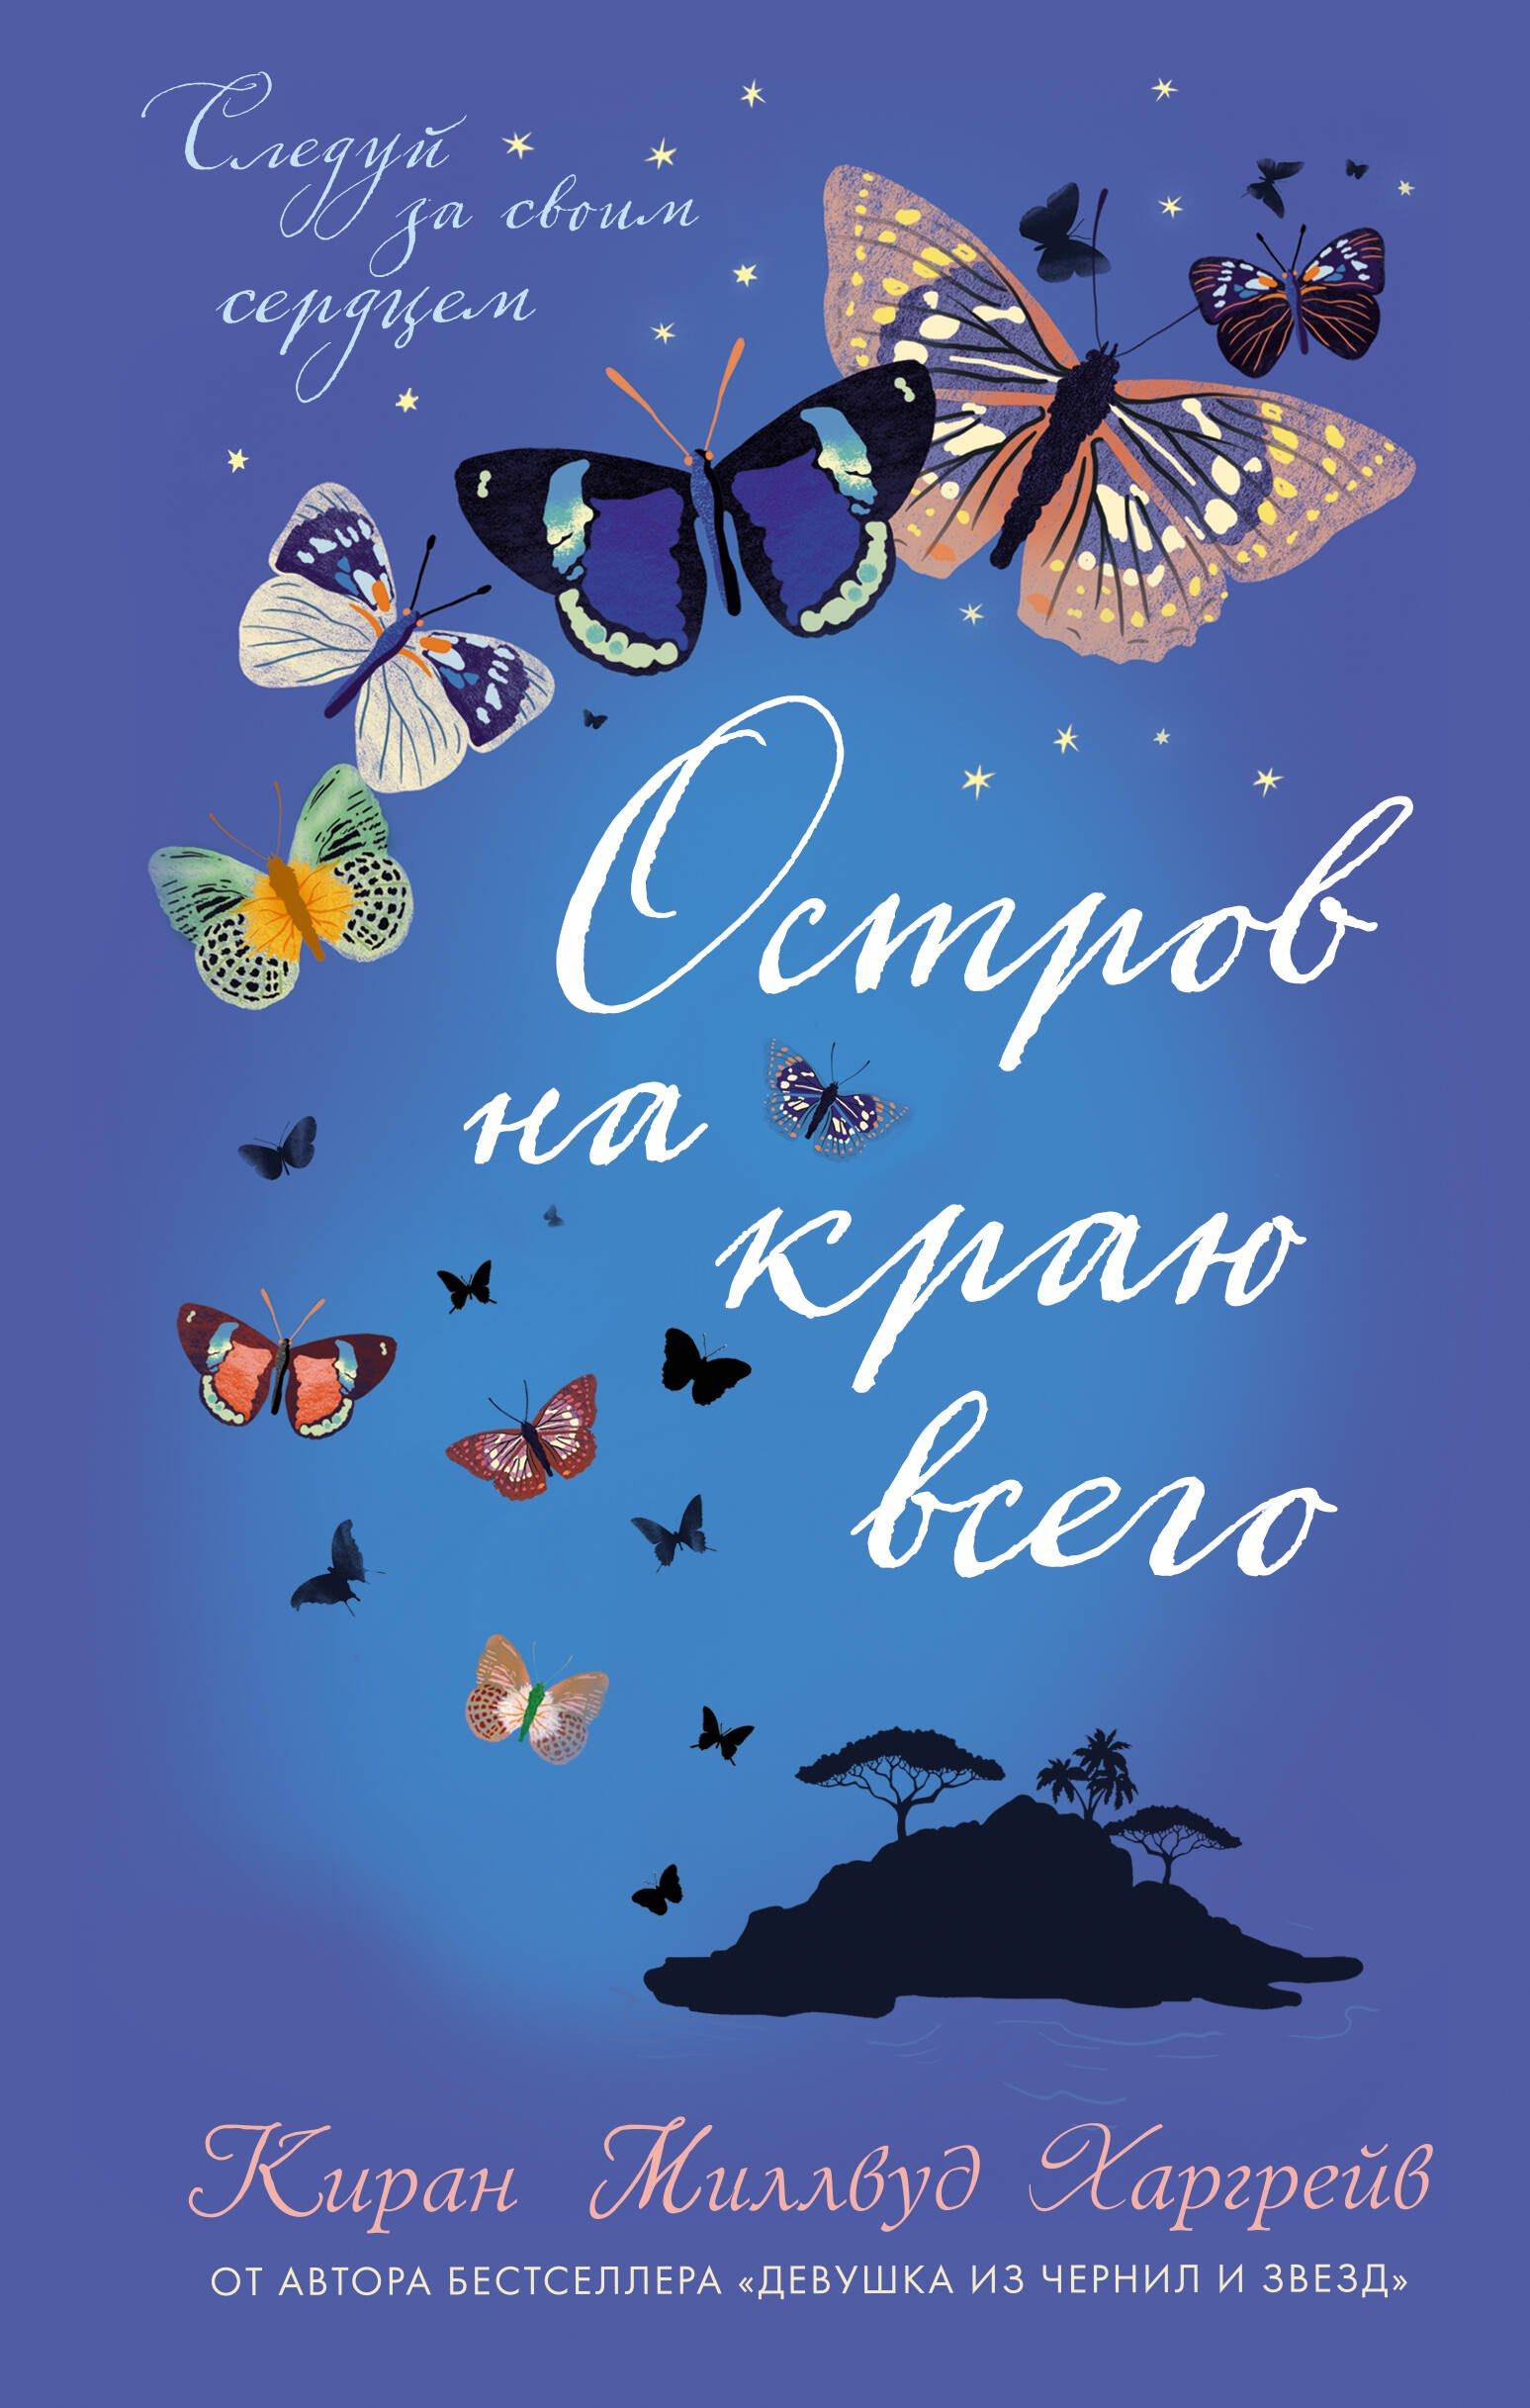 Следуй
за своим
сердцем
Остров
на
краю
всего
Киран Миллвуд Харгрейв
ОТ АВТОРА БЕСТСЕЛЛЕРА «ДЕВУШКА ИЗ ЧЕРНИЛ И ЗВЕЗД»